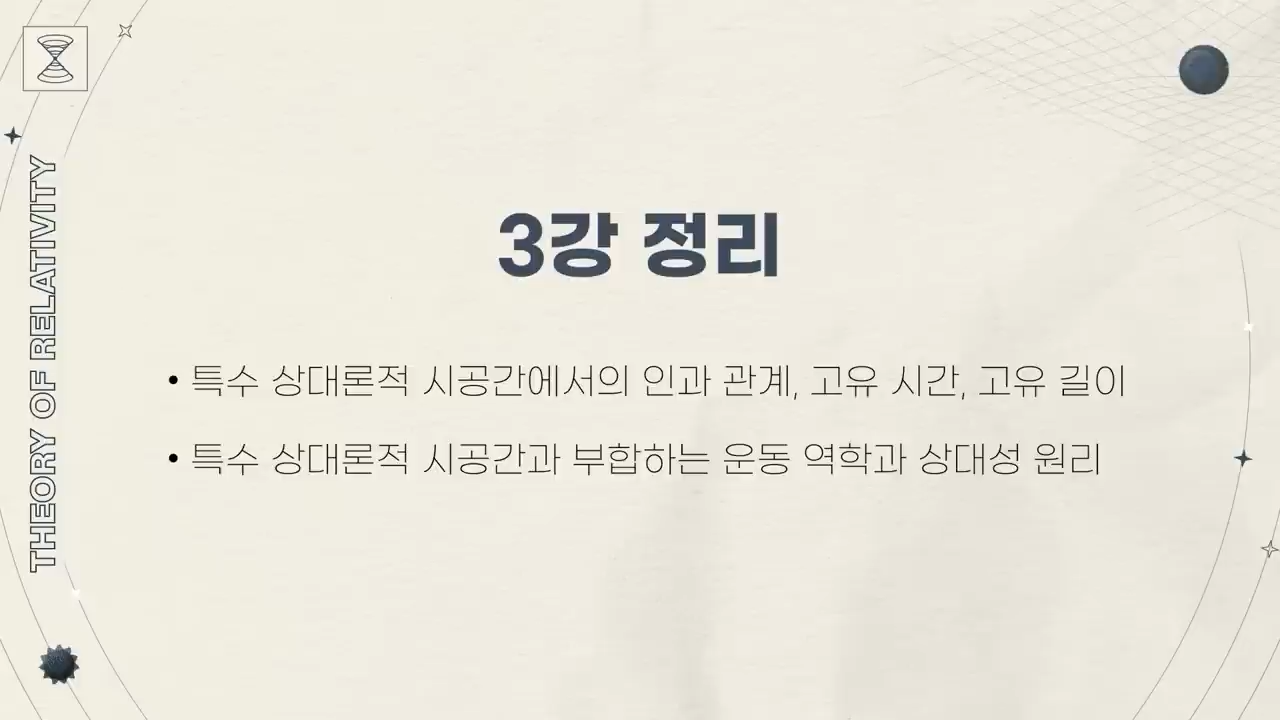 THEORY OF RELATIVITY
3강 정리
• 특수 상대론적 시공간에서의 인과 관계, 고유 시간, 고유 길이
• 특수 상대론적 시공간과 부합하는 운동 역학과 상대성 원리